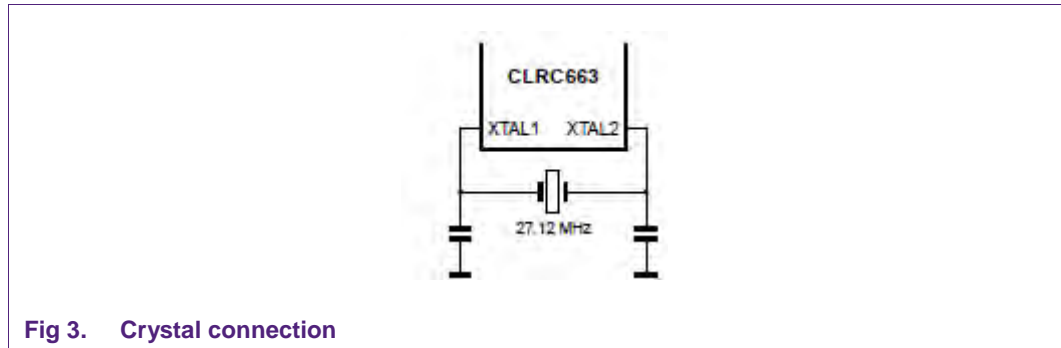 CLRC663
XTAL1 XTAL2
27.12 MHz
Fig 3. Crystal connection